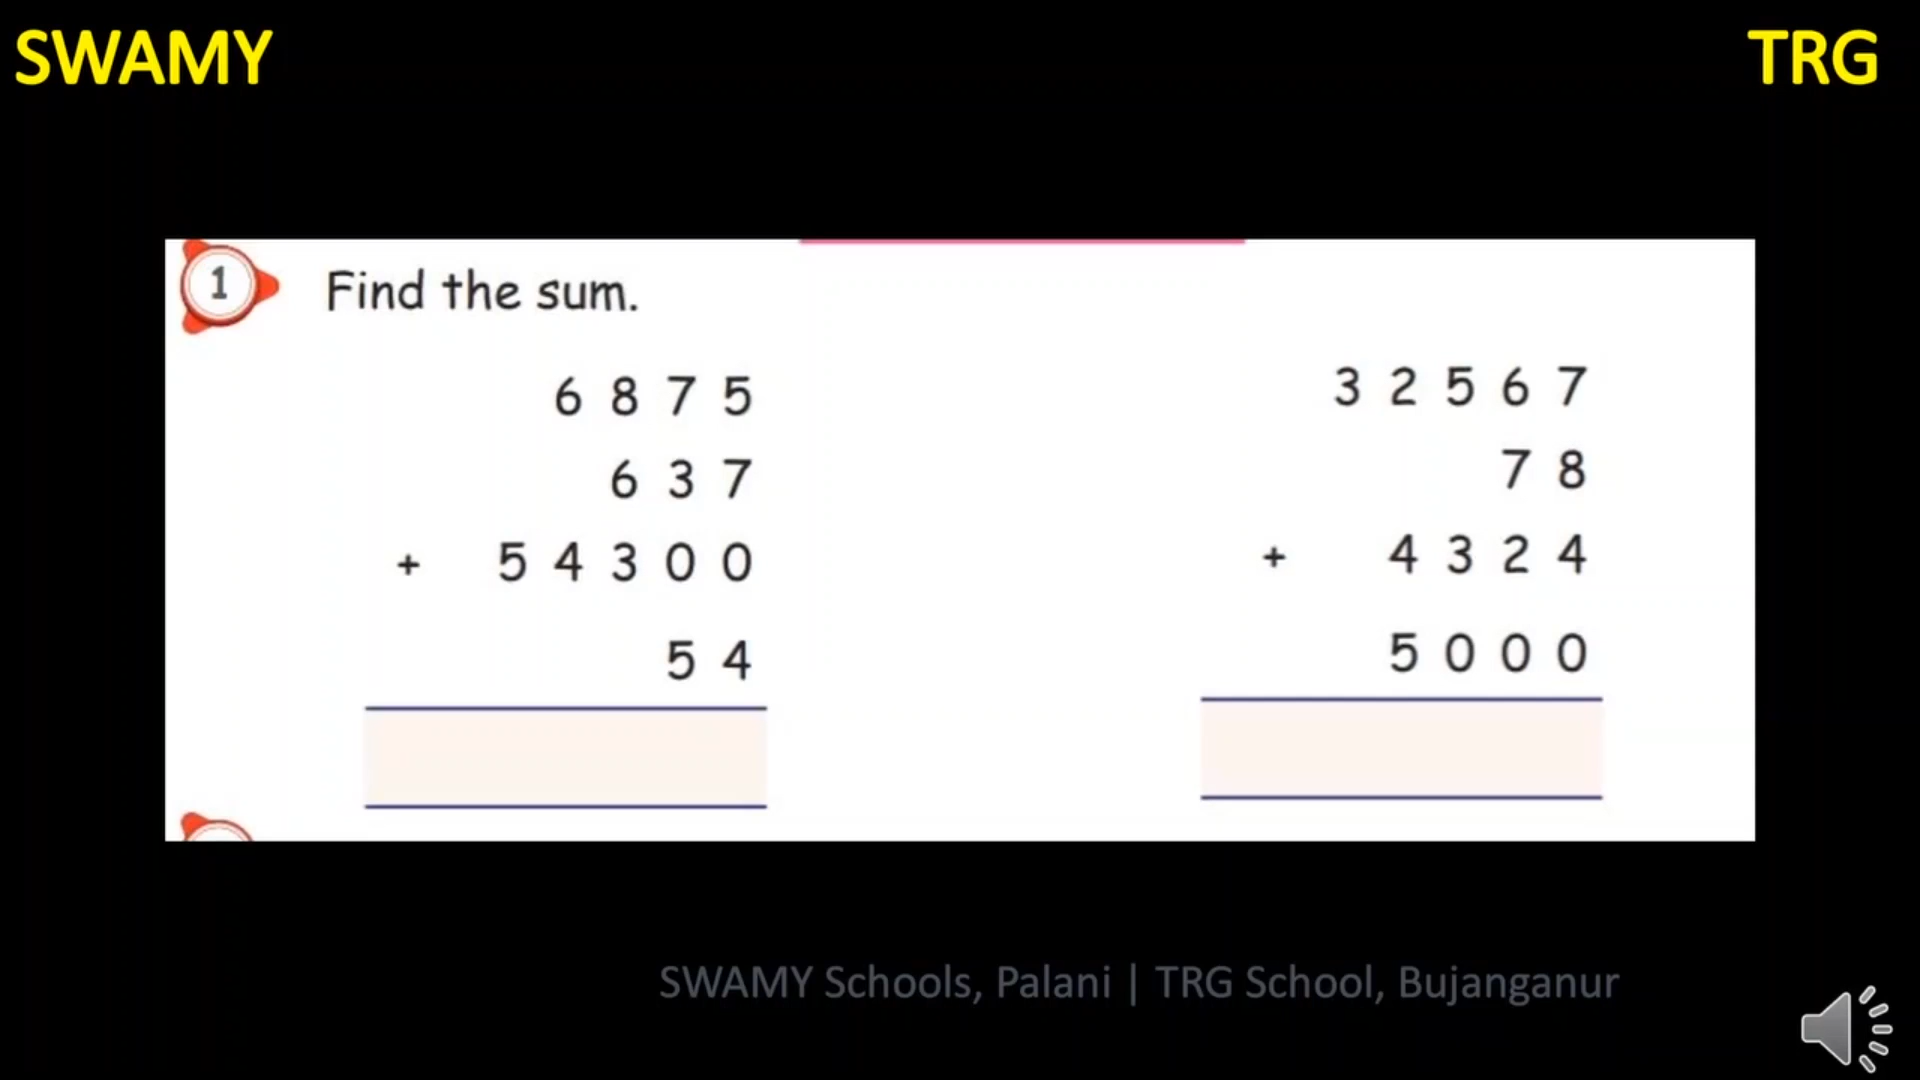 SWAMY
TRG
1 Find the sum.
6 8 7 5
6 3 7
+ 5 4 3 0 0
5 4
3 2 5 6 7
7 8
+ 4 3 2 4
5 0 0 0
SWAMY Schools, Palani | TRG School, Bujanganur